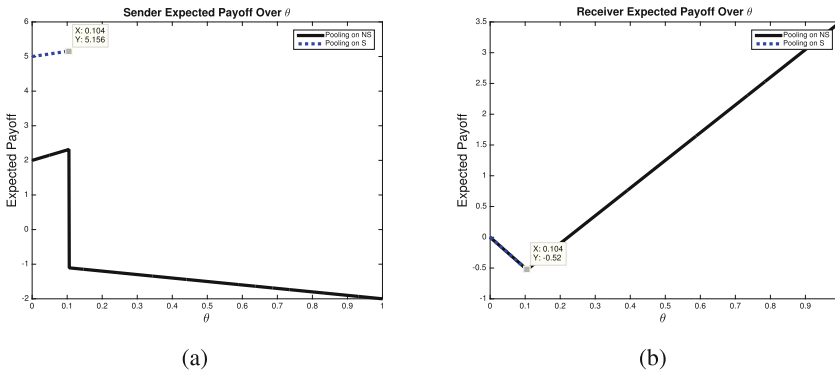 Sender Expected Payoff Over θ
X: 0.104
Y: 5.156
Pooling on NS
Pooling on S
Expected Payoff
6
5
4
3
2
1
0
-1
-2
0 0.1 0.2 0.3 0.4 0.5 0.6 0.7 0.8 0.9 1
θ
(a)
Receiver Expected Payoff Over θ
Pooling on NS
Pooling on S
Expected Payoff
3.5
3
2.5
2
1.5
1
0.5
0
-0.5
-1
X: 0.104
Y: -0.52
0 0.1 0.2 0.3 0.4 0.5 0.6 0.7 0.8 0.9
θ
(b)